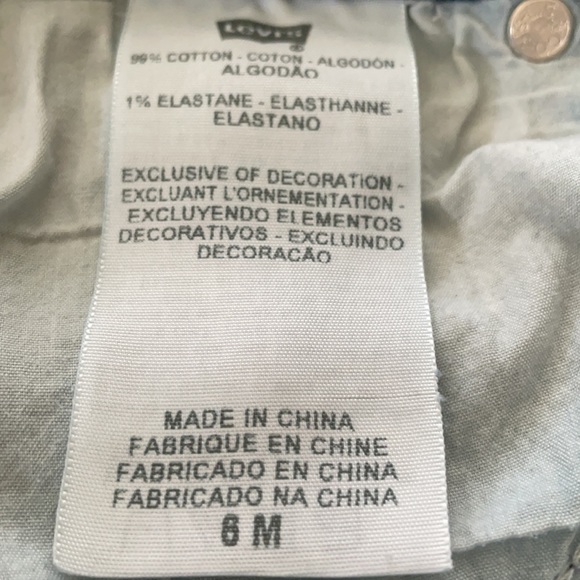 LEVI'S
®
99% COTTON - COTON - ALGODÓN -
ALGODÃO
1% ELASTANE - ÉLASTHANNE -
ELASTANO
EXCLUSIVE OF DECORATION -
EXCLUANT L'ORNEMENTATION -
EXCLUYENDO ELEMENTOS
DECORATIVOS - EXCLUINDO
DECORAÇÃO
MADE IN CHINA
FABRIQUE EN CHINE
FABRICADO EN CHINA
FABRICADO NA CHINA
6 M